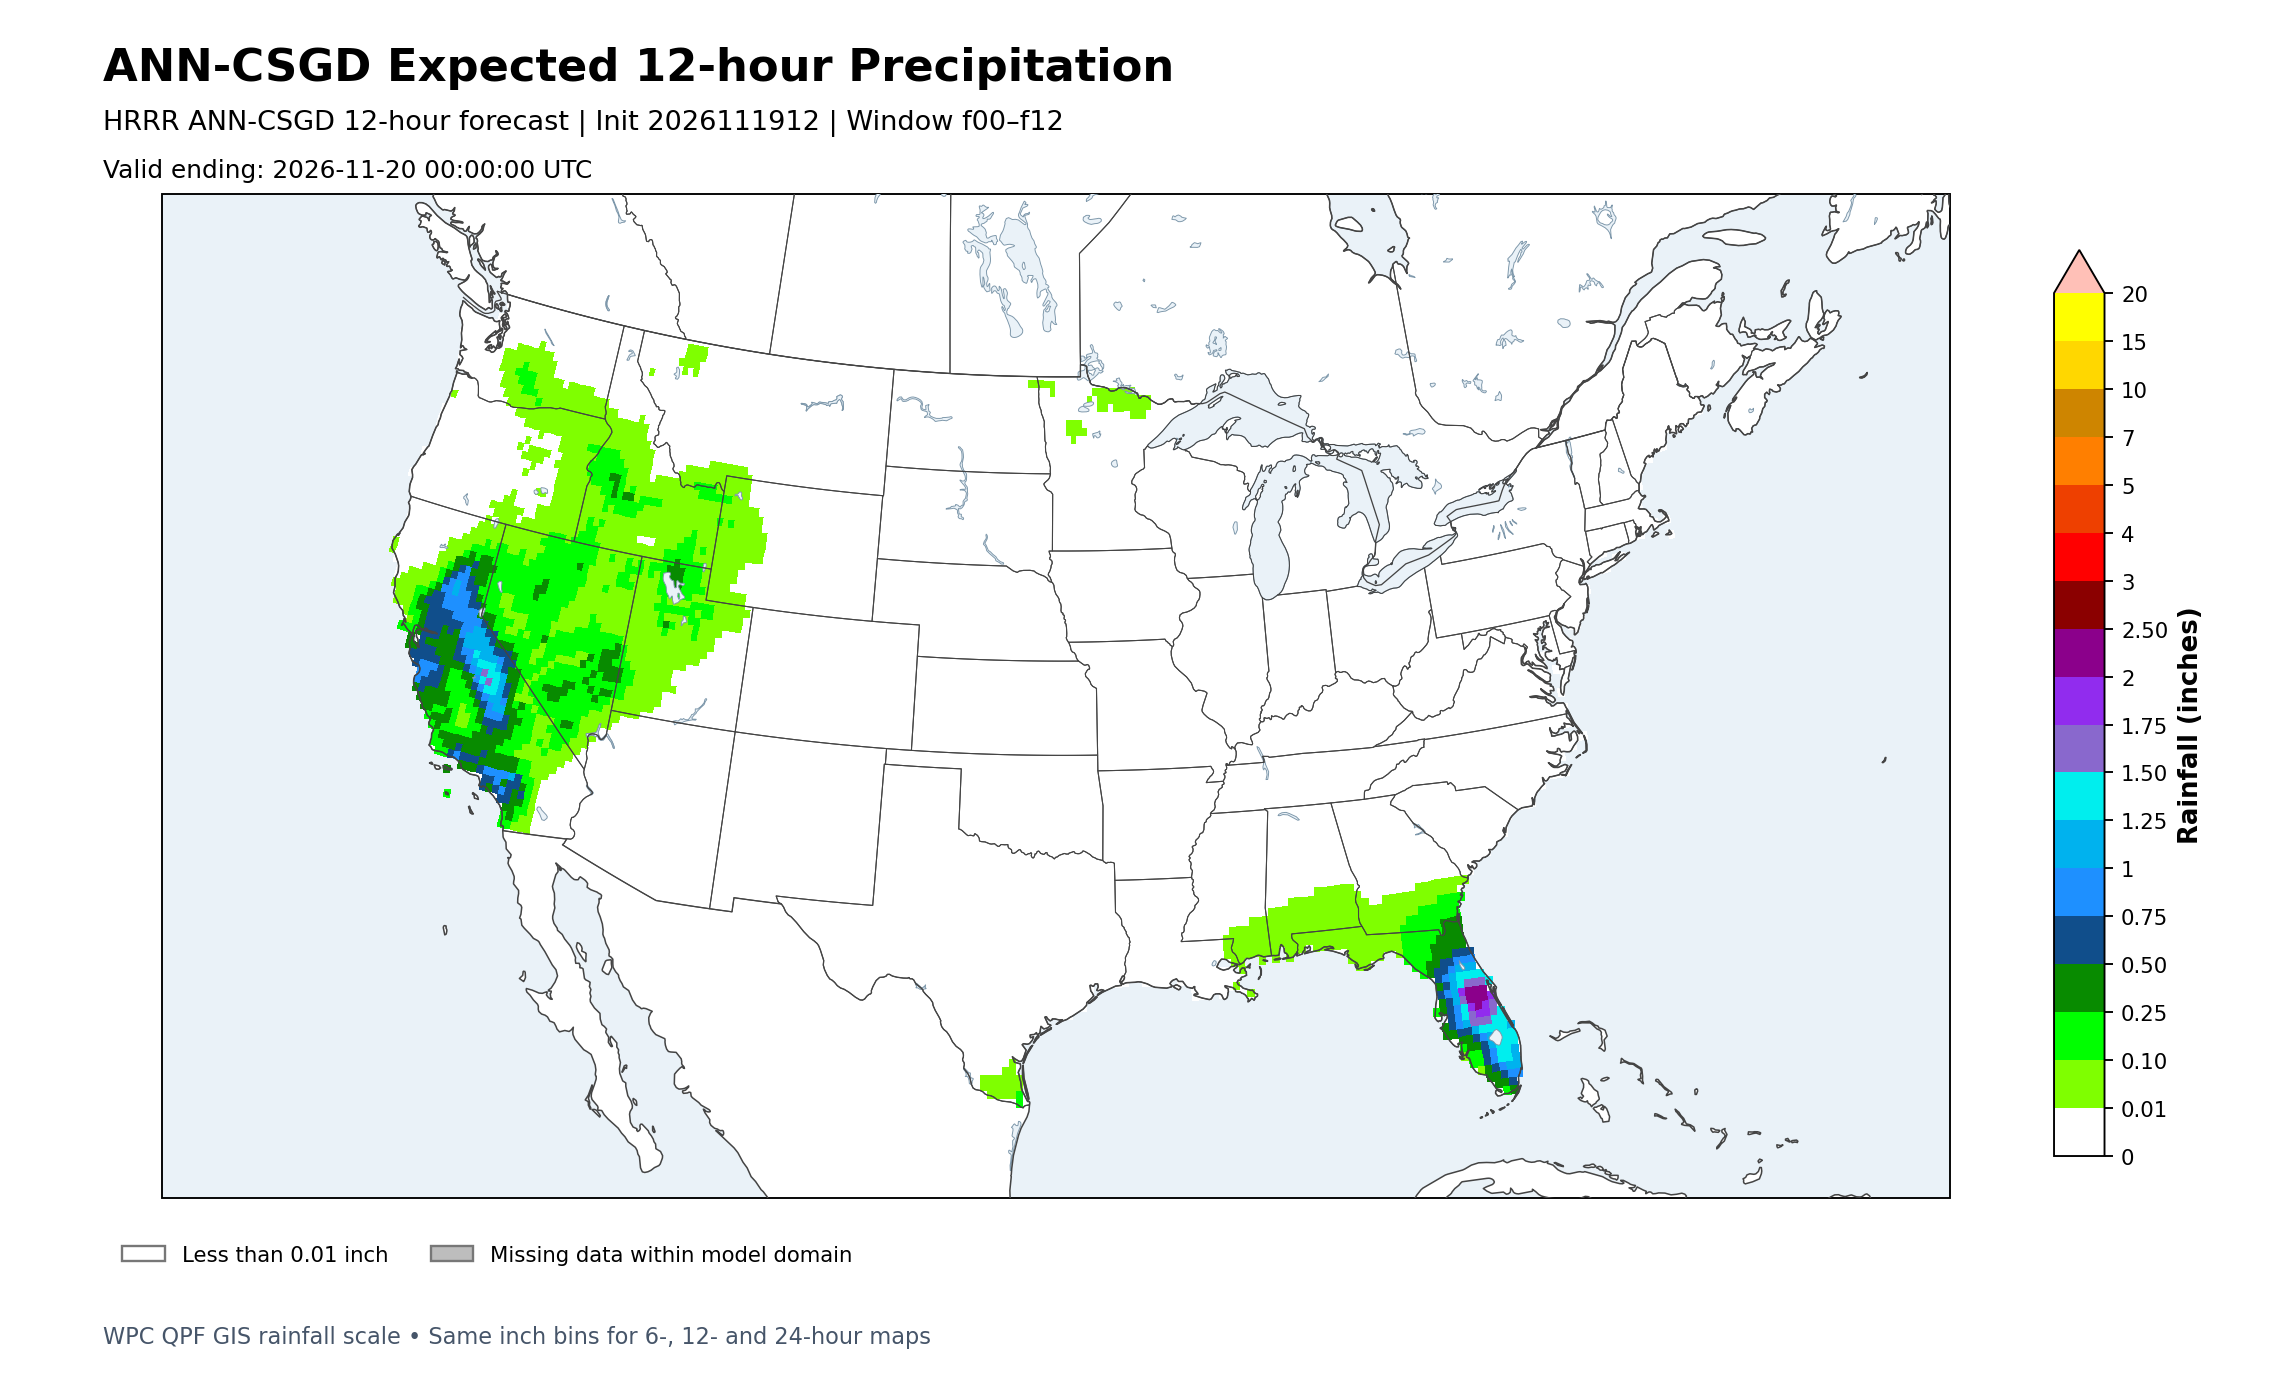 ANN-CSGD Expected 12-hour Precipitation
HRRR ANN-CSGD 12-hour forecast | Init 2026111912 | Window f00–f12
Valid ending: 2026-11-20 00:00:00 UTC
20
15
10
7
5
4
3
2.50
2
1.75
1.50
1.25
1
0.75
0.50
0.25
0.10
0.01
0
Rainfall (inches)
Less than 0.01 inch
Missing data within model domain
WPC QPF GIS rainfall scale • Same inch bins for 6-, 12- and 24-hour maps